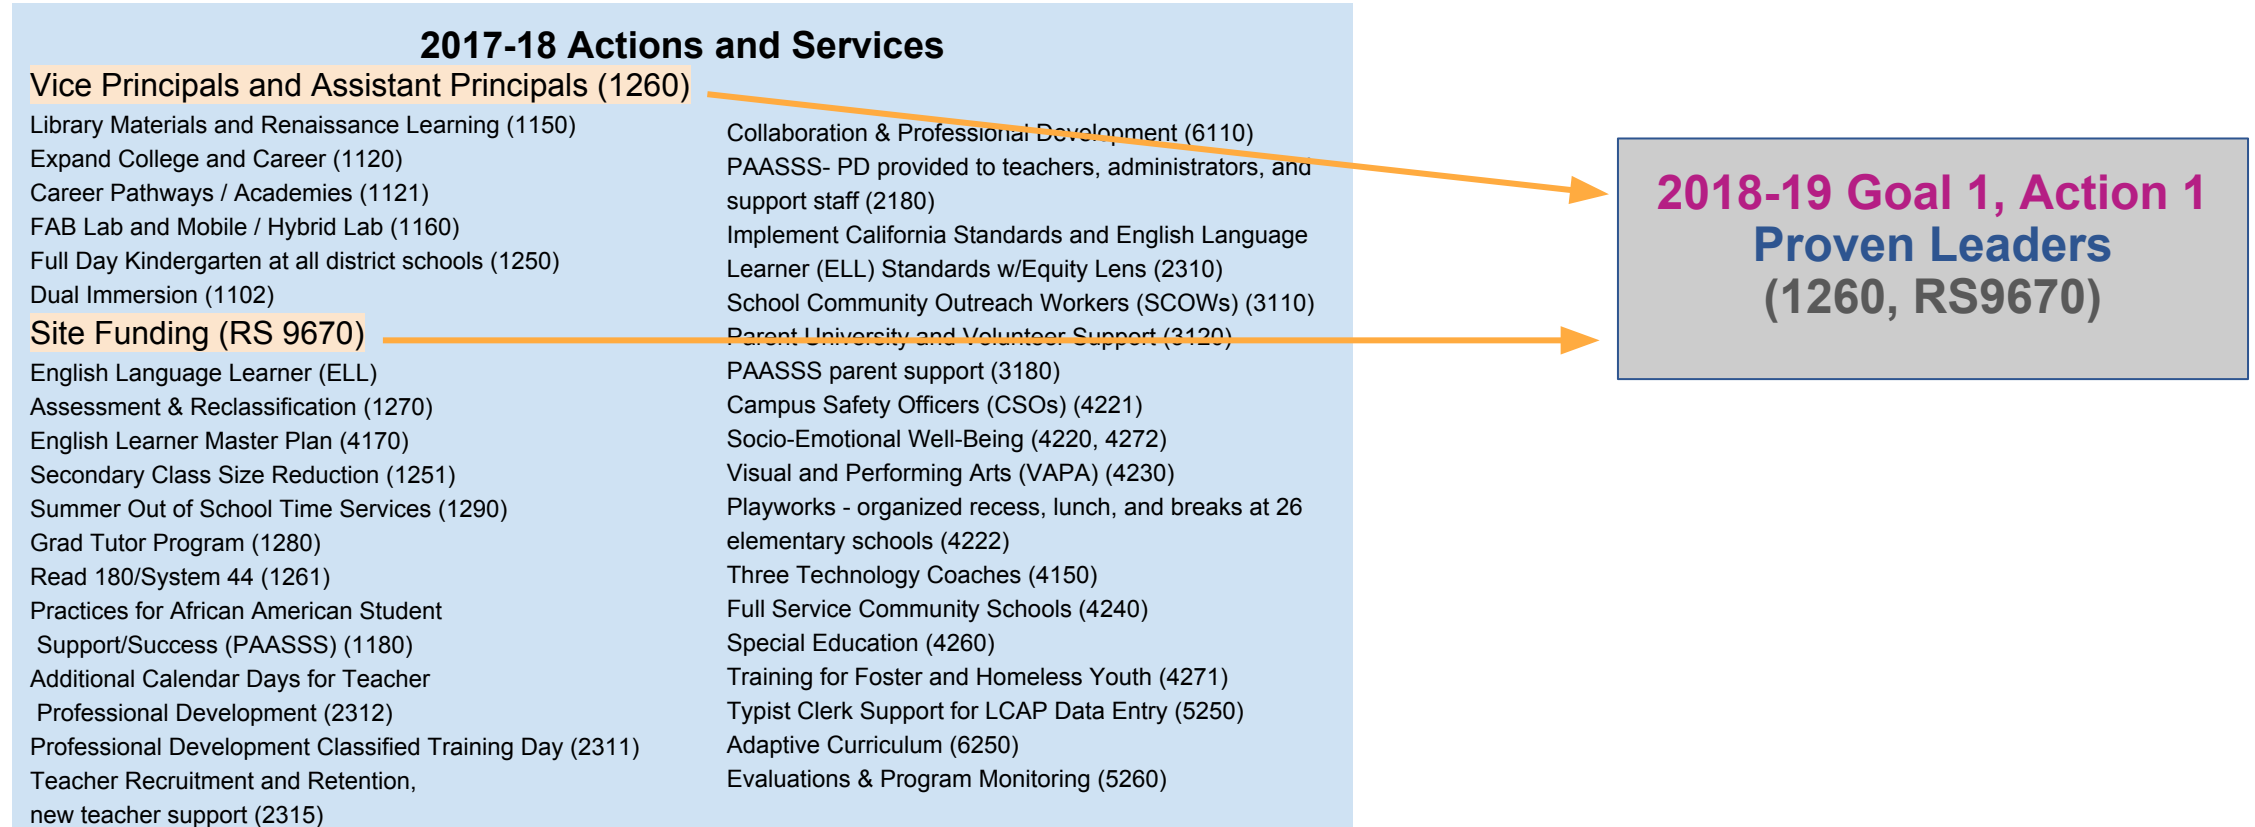 2017-18 Actions and Services
Vice Principals and Assistant Principals (1260)
Library Materials and Renaissance Learning (1150)
Expand College and Career (1120)
Career Pathways / Academies (1121)
FAB Lab and Mobile / Hybrid Lab (1160)
Full Day Kindergarten at all district schools (1250)
Dual Immersion (1102)
Site Funding (RS 9670)
English Language Learner (ELL)
Assessment & Reclassification (1270)
English Learner Master Plan (4170)
Secondary Class Size Reduction (1251)
Summer Out of School Time Services (1290)
Grad Tutor Program (1280)
Read 180/System 44 (1261)
Practices for African American Student
Support/Success (PAASSS) (1180)
Additional Calendar Days for Teacher
Professional Development (2312)
Professional Development Classified Training Day (2311)
Teacher Recruitment and Retention,
new teacher support (2315)
Collaboration & Professional Development (6110)
PAASSS- PD provided to teachers, administrators, and
support staff (2180)
Implement California Standards and English Language
Learner (ELL) Standards w/Equity Lens (2310)
School Community Outreach Workers (SCOWs) (3110)
Parent University and Volunteer Support (3120)
PAASSS parent support (3180)
Campus Safety Officers (CSOs) (4221)
Socio-Emotional Well-Being (4220, 4272)
Visual and Performing Arts (VAPA) (4230)
Playworks - organized recess, lunch, and breaks at 26
elementary schools (4222)
Three Technology Coaches (4150)
Full Service Community Schools (4240)
Special Education (4260)
Training for Foster and Homeless Youth (4271)
Typist Clerk Support for LCAP Data Entry (5250)
Adaptive Curriculum (6250)
Evaluations & Program Monitoring (5260)
2018-19 Goal 1, Action 1
Proven Leaders
(1260, RS9670)